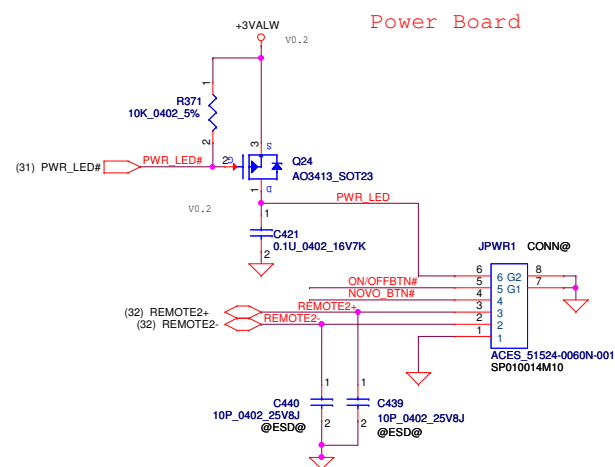 Power Board
+3VALW
V0.2
1
R371
10K_0402_5%
2
3
S
(31) PWR_LED#
PWR_LED#
2
G
Q24
AO3413_SOT23
1
D
V0.2
PWR_LED
1
C421
0.1U_0402_16V7K
2
JPWR1 CONN@
6 6 G2 8
ON/OFFBTN# 5 5 G1 7
NOVO_BTN# 4 4
(32) REMOTE2+ REMOTE2+ 3 3
(32) REMOTE2- REMOTE2- 2 2
1 1
ACES_51524-0060N-001
SP010014M10
1 1
C440 C439
10P_0402_25V8J 10P_0402_25V8J
2 2
@ESD@ @ESD@